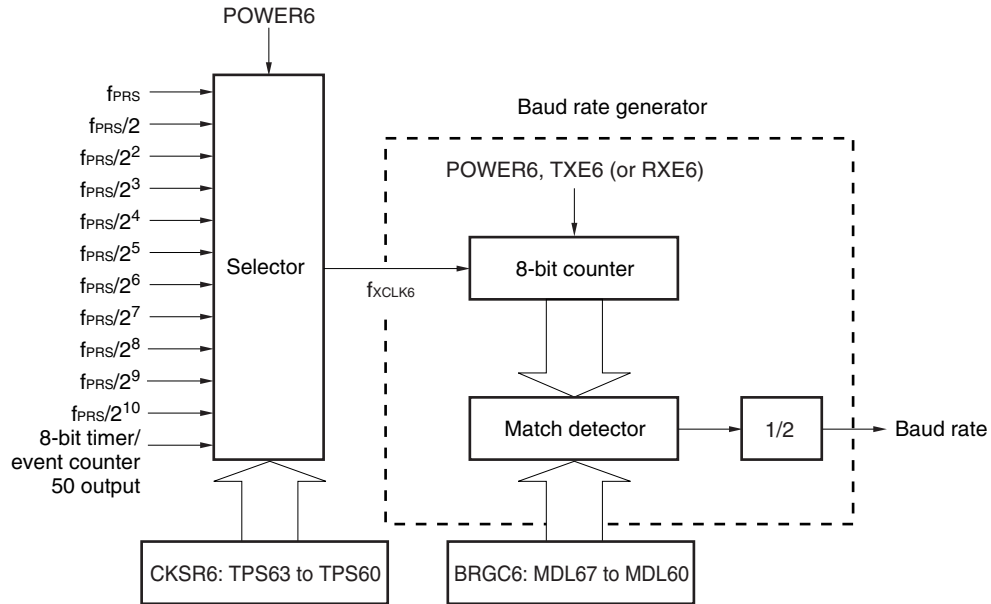 POWER6
fPRS
fPRS/2
fPRS/2²
fPRS/2³
fPRS/2⁴
fPRS/2⁵
fPRS/2⁶
fPRS/2⁷
fPRS/2⁸
fPRS/2⁹
fPRS/2¹⁰
8-bit timer/
event counter
50 output
Selector
fXCLK6
CKSR6: TPS63 to TPS60
Baud rate generator
POWER6, TXE6 (or RXE6)
8-bit counter
Match detector
1/2
Baud rate
BRGC6: MDL67 to MDL60